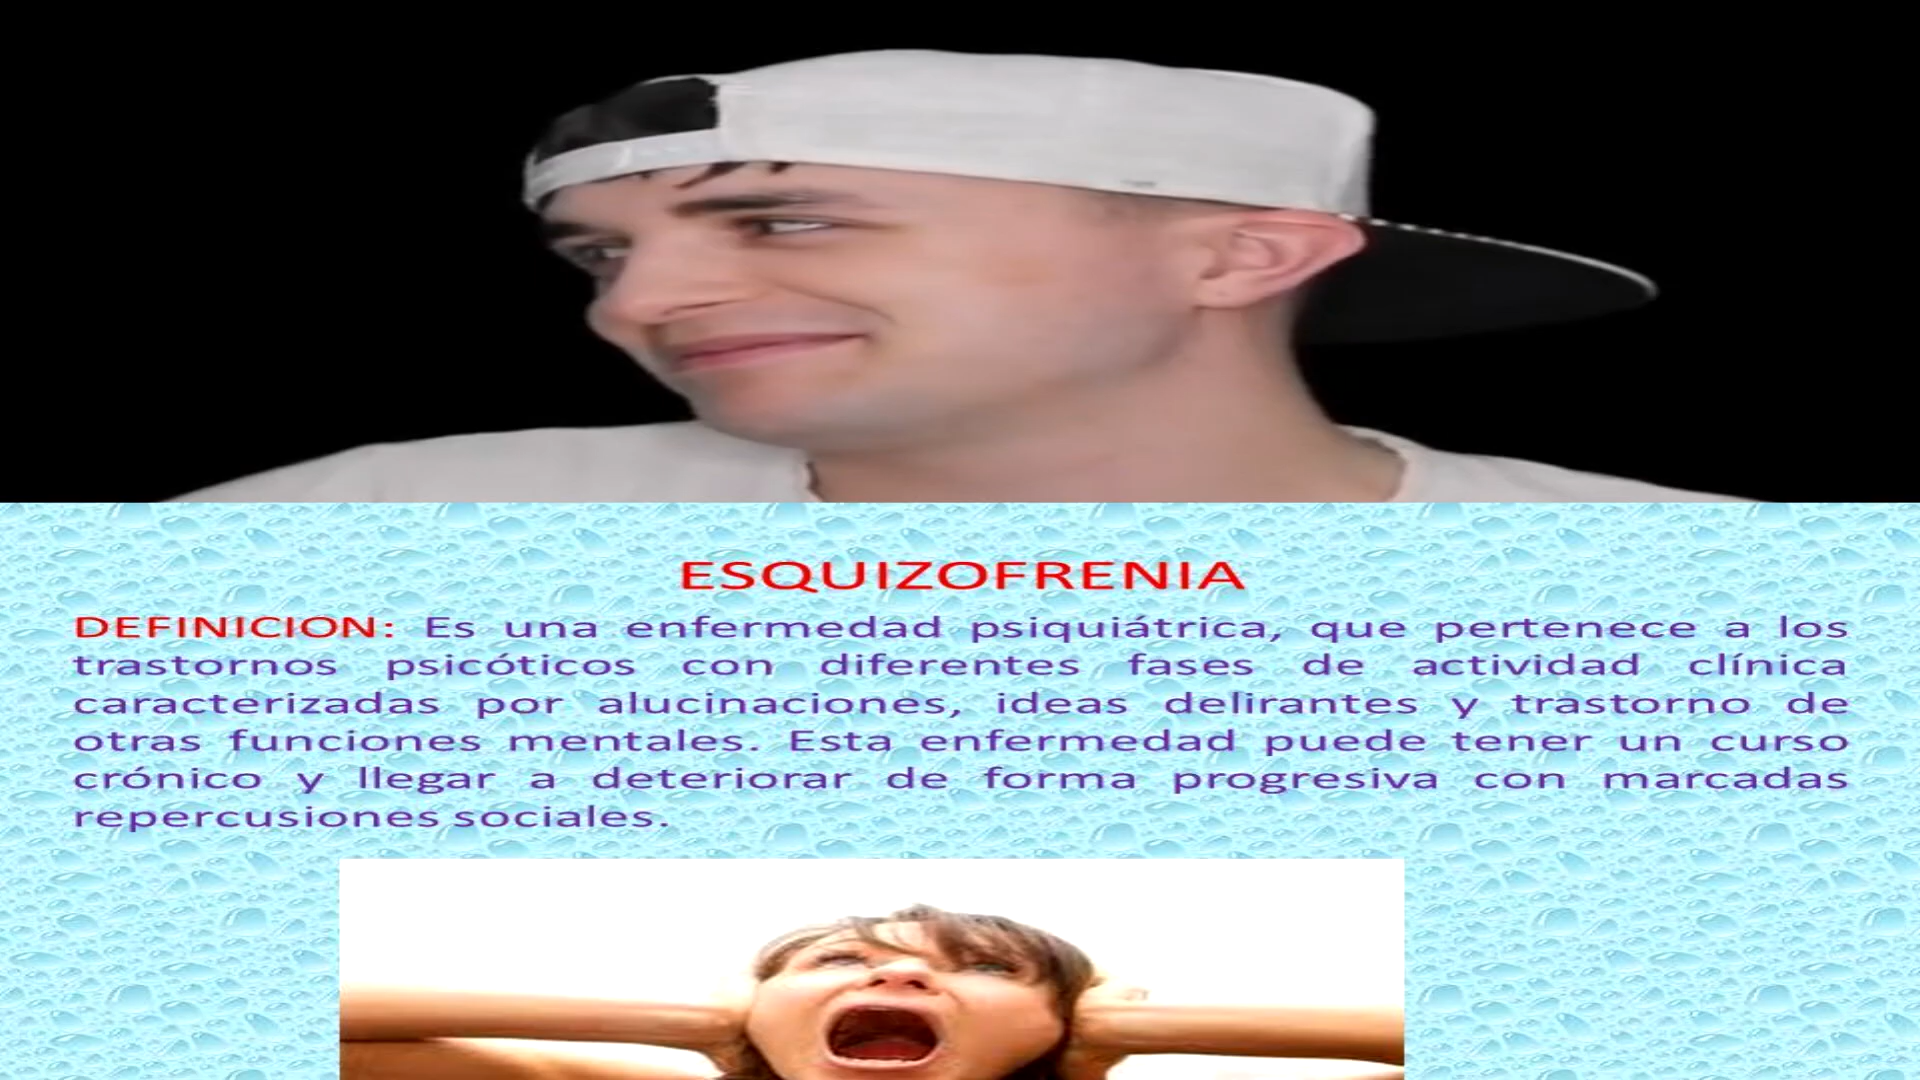 ESQUIZOFRENIA
DEFINICION: Es una enfermedad psiquiátrica, que pertenece a los
trastornos psicóticos con diferentes fases de actividad clínica
caracterizadas por alucinaciones, ideas delirantes y trastorno de
otras funciones mentales. Esta enfermedad puede tener un curso
crónico y llegar a deteriorar de forma progresiva con marcadas
repercusiones sociales.